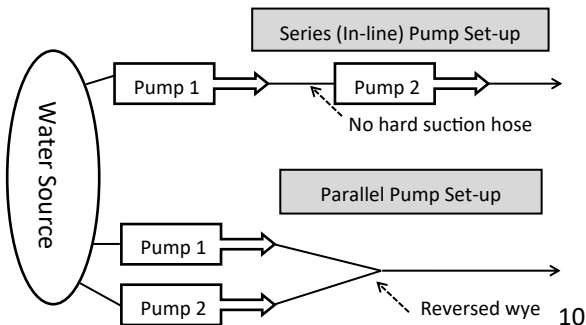 Series (In-line) Pump Set-up
Water Source
Pump 1
Pump 2
No hard suction hose
Parallel Pump Set-up
Pump 1
Pump 2
Reversed wye
10